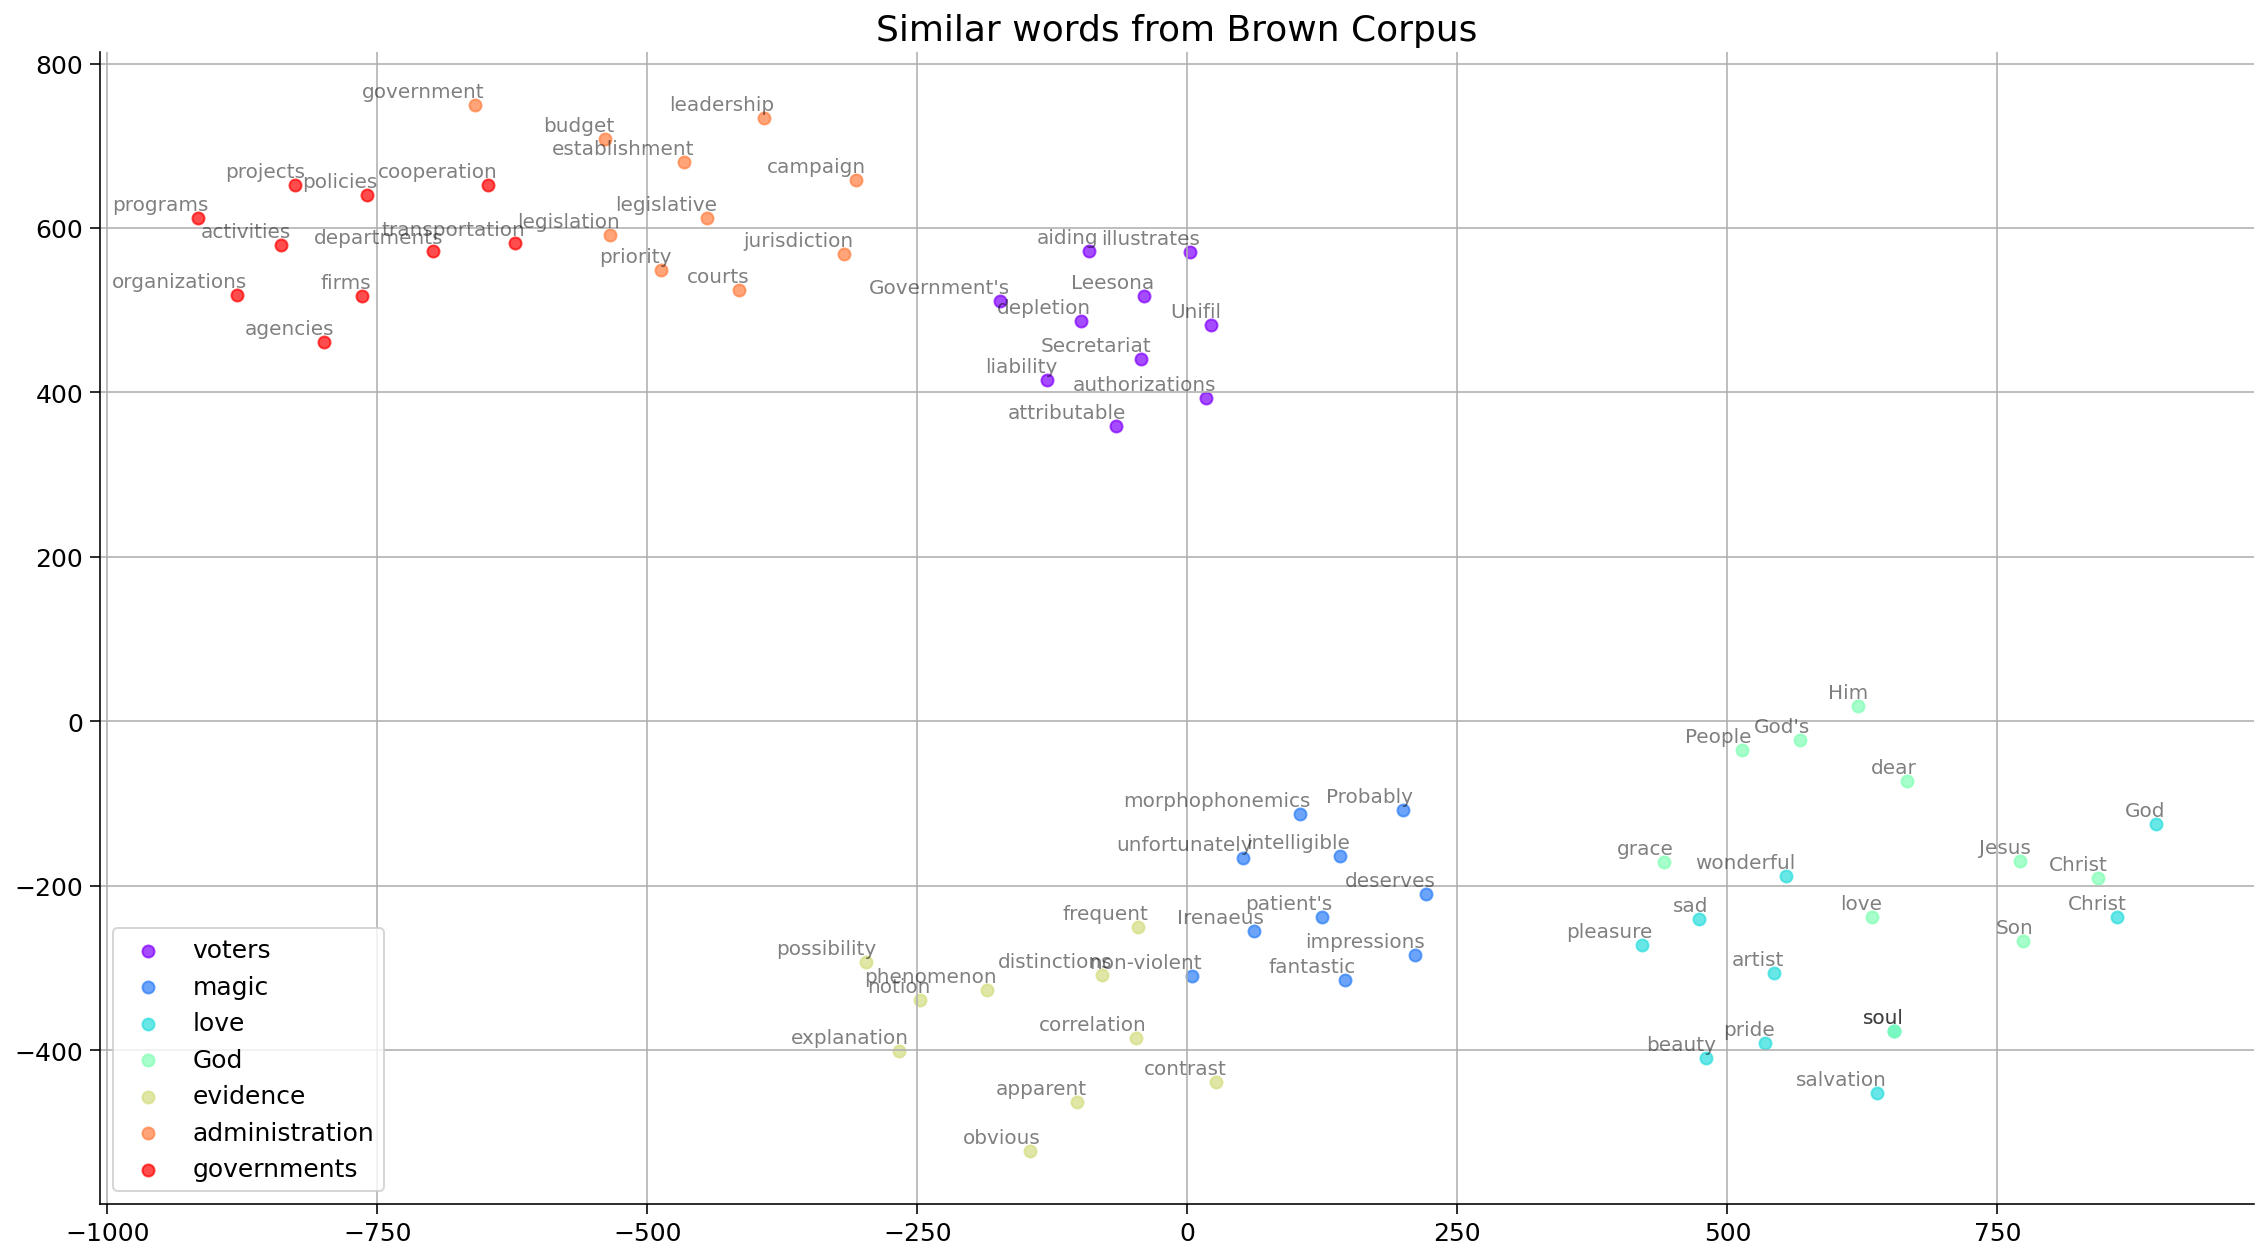 Similar words from Brown Corpus
800
government
leadership
budget
establishment
campaign
projects
policies
cooperation
programs
legislative
600
activities
departments
transportation
legislation
jurisdiction
aiding
illustrates
priority
courts
organizations
firms
Government's
Leesona
depletion
Unifil
agencies
Secretariat
liability
authorizations
400
attributable
200
Him
0
God's
People
dear
morphophonemics
Probably
God
unfortunately
intelligible
grace
wonderful
Jesus
Christ
−200
deserves
frequent
Irenaeus
patient's
sad
love
Christ
possibility
pleasure
Son
impressions
distinctions
non-violent
fantastic
artist
phenomenon
notion
explanation
correlation
soul
pride
beauty
−400
contrast
apparent
salvation
obvious
voters
magic
love
God
evidence
administration
governments
−1000
−750
−500
−250
0
250
500
750